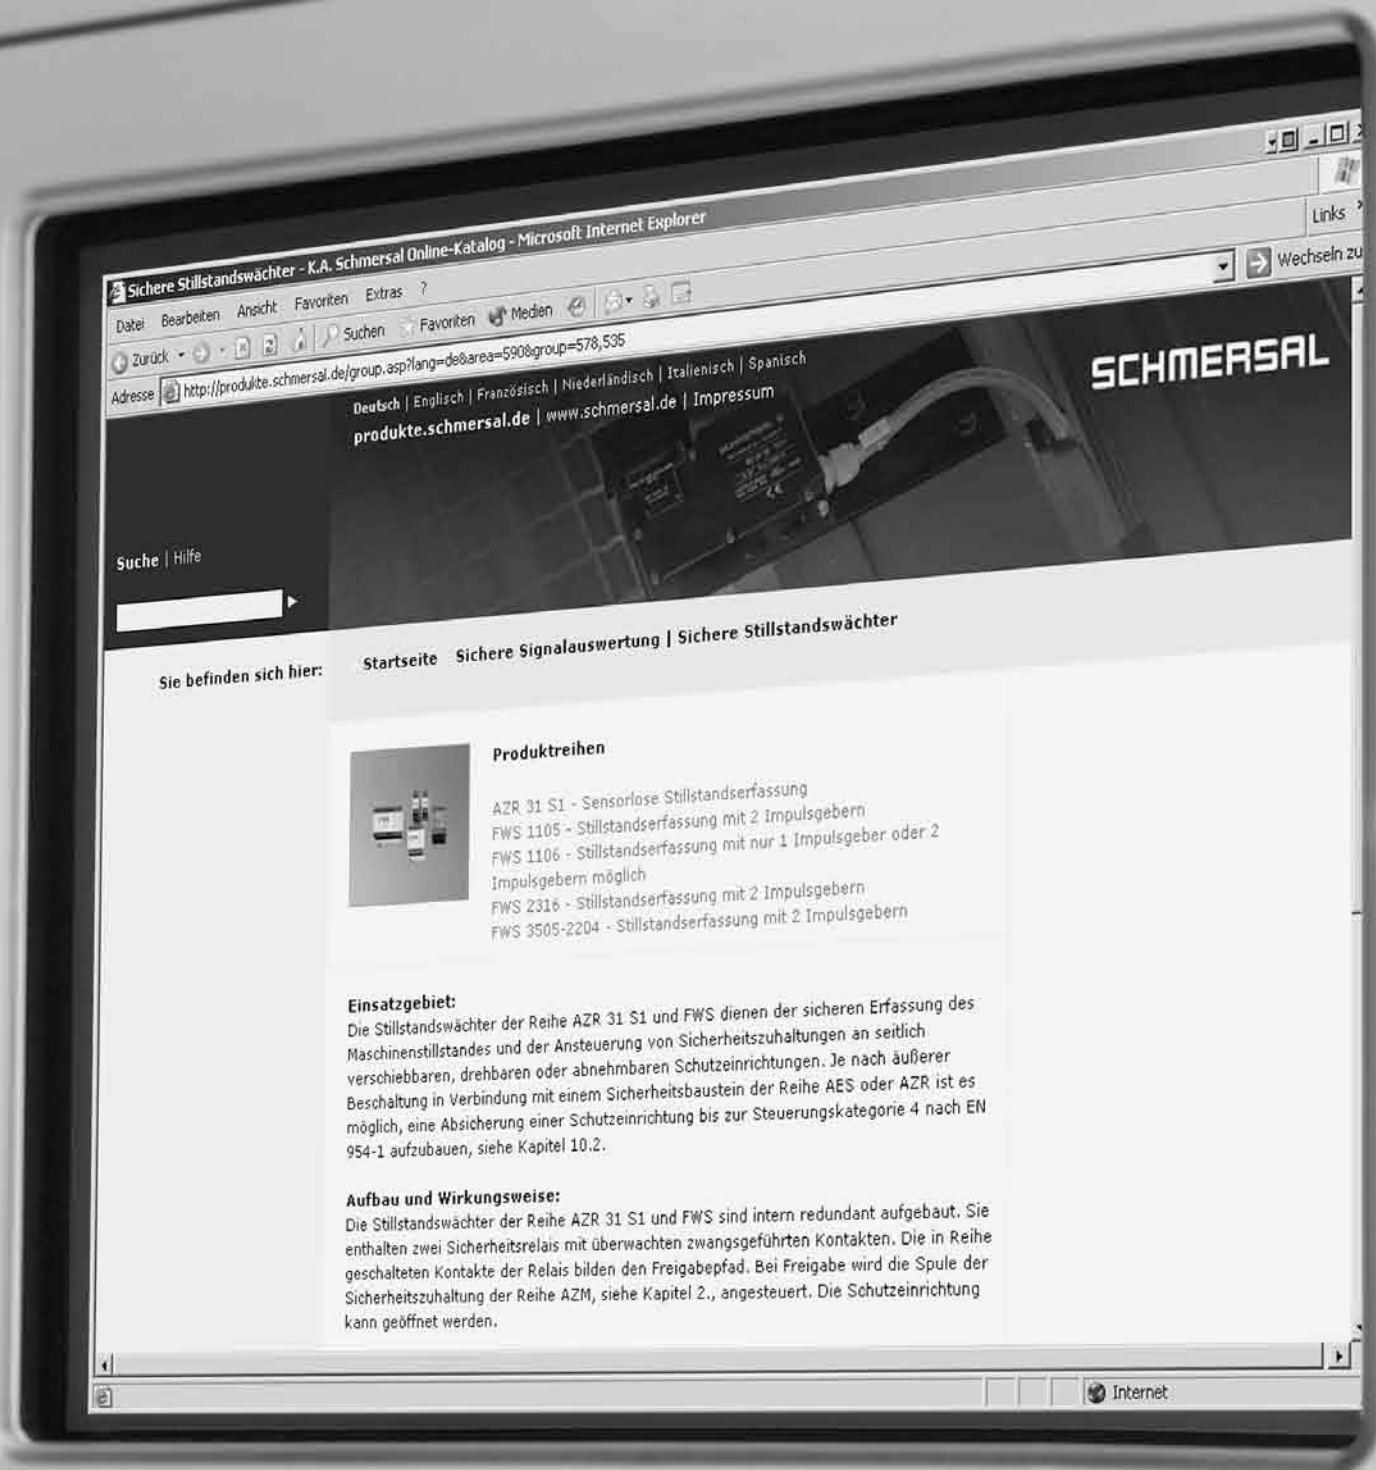 Sichere Stillstandswächter - K.A. Schmersal Online-Katalog - Microsoft Internet Explorer
Datei Bearbeiten Ansicht Favoriten Extras ?
Links
Zurück Suchen Favoriten Medien
Adresse http://produkte.schmersal.de/group.asp?lang=de&area=590&group=578,535 Wechseln zu
Deutsch | Englisch | Französisch | Niederländisch | Italienisch | Spanisch
produkte.schmersal.de | www.schmersal.de | Impressum
SCHMERSAL
Suche | Hilfe
Sie befinden sich hier: Startseite Sichere Signalauswertung | Sichere Stillstandswächter
Produktreihen
AZR 31 S1 - Sensorlose Stillstandserfassung
FWS 1105 - Stillstandserfassung mit 2 Impulsgebern
FWS 1106 - Stillstandserfassung mit nur 1 Impulsgeber oder 2
Impulsgebern möglich
FWS 2316 - Stillstandserfassung mit 2 Impulsgebern
FWS 3505-2204 - Stillstandserfassung mit 2 Impulsgebern
Einsatzgebiet:
Die Stillstandswächter der Reihe AZR 31 S1 und FWS dienen der sicheren Erfassung des
Maschinenstillstandes und der Ansteuerung von Sicherheitszuhaltungen an seitlich
verschiebbaren, drehbaren oder abnehmbaren Schutzeinrichtungen. Je nach äußerer
Beschaltung in Verbindung mit einem Sicherheitsbaustein der Reihe AES oder AZR ist es
möglich, eine Absicherung einer Schutzeinrichtung bis zur Steuerungskategorie 4 nach EN
954-1 aufzubauen, siehe Kapitel 10.2.
Aufbau und Wirkungsweise:
Die Stillstandswächter der Reihe AZR 31 S1 und FWS sind intern redundant aufgebaut. Sie
enthalten zwei Sicherheitsrelais mit überwachten zwangsgeführten Kontakten. Die in Reihe
geschalteten Kontakte der Relais bilden den Freigabepfad. Bei Freigabe wird die Spule der
Sicherheitszuhaltung der Reihe AZM, siehe Kapitel 2., angesteuert. Die Schutzeinrichtung
kann geöffnet werden.
Internet